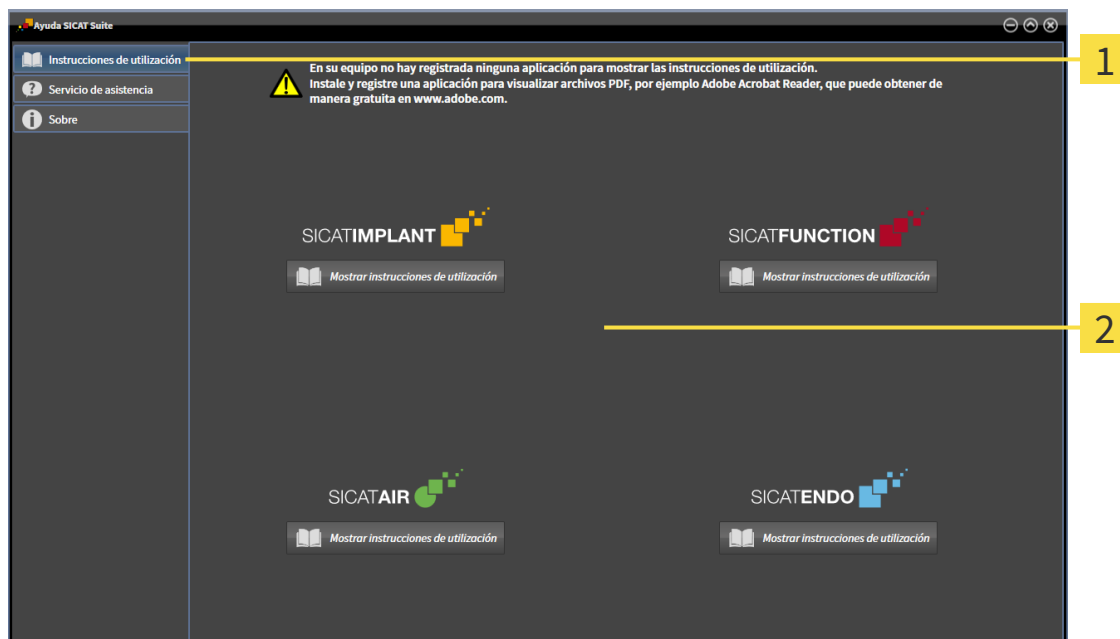 Ayuda SICAT Suite
Instrucciones de utilización
Servicio de asistencia
Sobre
En su equipo no hay registrada ninguna aplicación para mostrar las instrucciones de utilización.
Instale y registre una aplicación para visualizar archivos PDF, por ejemplo Adobe Acrobat Reader, que puede obtener de
manera gratuita en www.adobe.com.
1
SICATIMPLANT
SICATFUNCTION
Mostrar instrucciones de utilización
Mostrar instrucciones de utilización
2
SICATAIR
SICATENDO
Mostrar instrucciones de utilización
Mostrar instrucciones de utilización